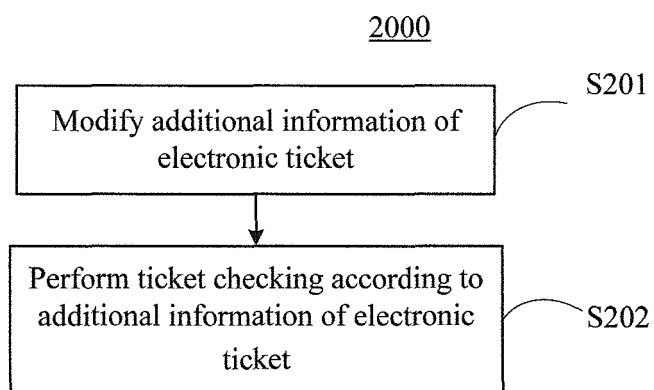 2000
S201
Modify additional information of
electronic ticket
Perform ticket checking according to
additional information of electronic
ticket
S202